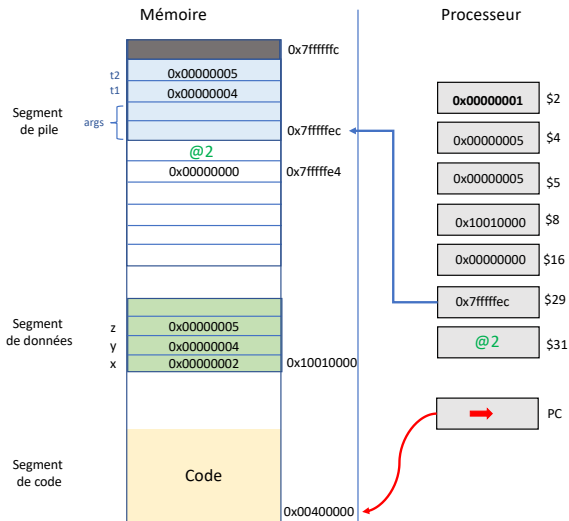 Mémoire
Processeur
0x7ffffffc
t2
0x00000005
t1
0x00000004
Segment
de pile
args
0x7fffffec
@2
0x00000000
0x7fffffe4
0x00000001
$2
0x00000005
$4
0x00000005
$5
0x10010000
$8
0x00000000
$16
0x7fffffec
$29
@2
$31
Segment
de données
z
0x00000005
y
0x00000004
x
0x00000002
0x10010000
PC
Segment
de code
Code
0x00400000